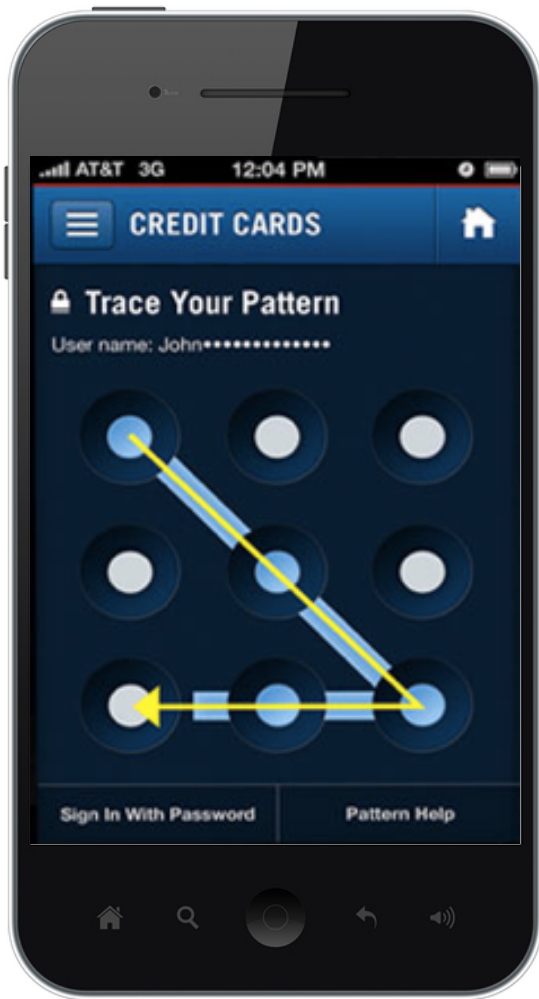 AT&T 3G 12:04 PM
CREDIT CARDS
Trace Your Pattern
User name: John•••••••••••••
Sign In With Password Pattern Help